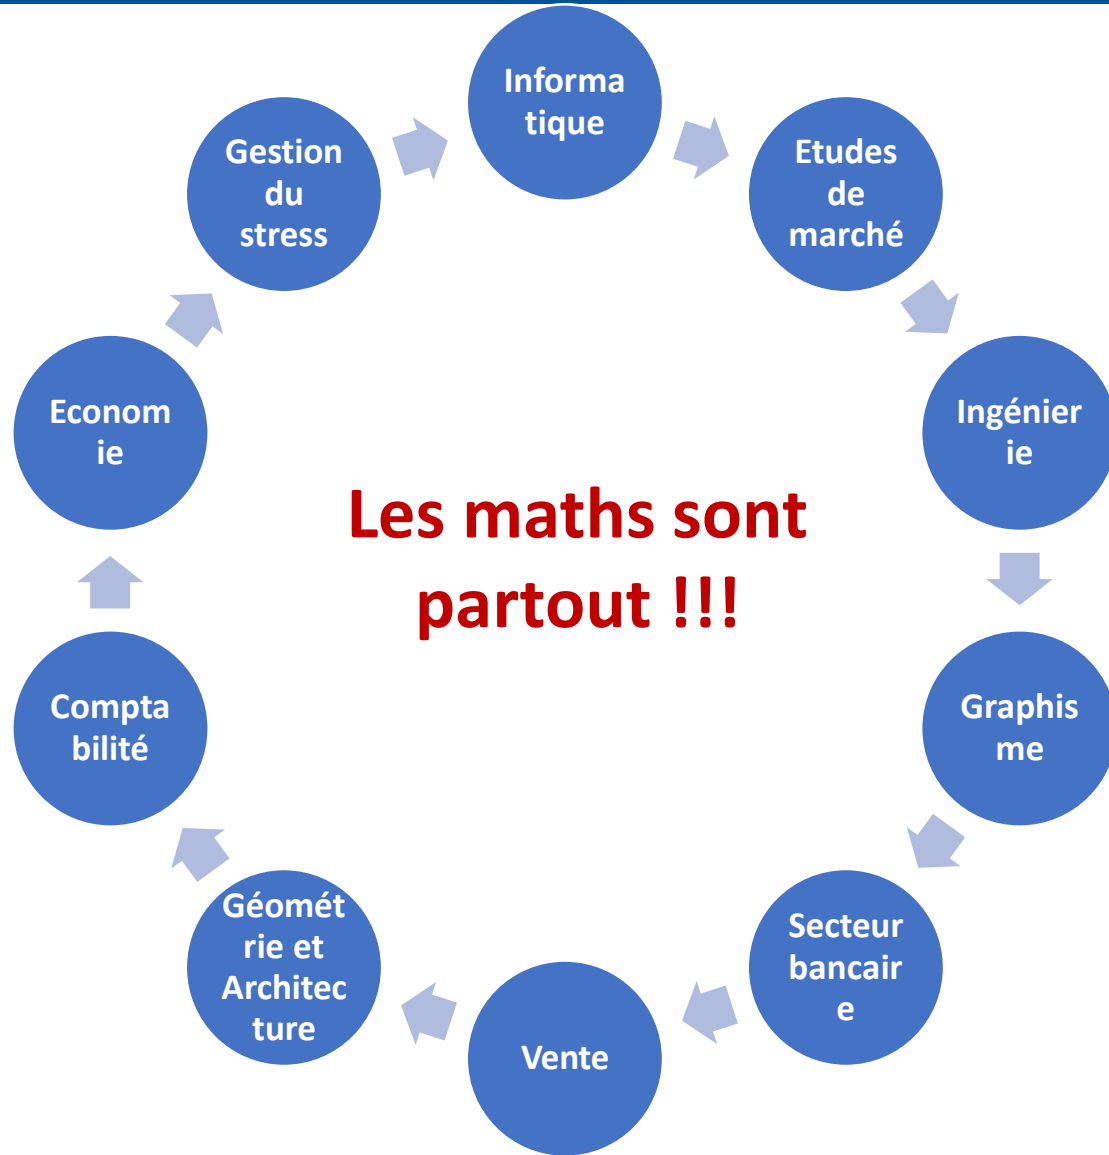 Informa
tique
Etudes
de
marché
Ingénier
ie
Graphis
me
Secteur
bancair
e
Vente
Géomét
rie et
Architec
ture
Compta
bilité
Econom
ie
Gestion
du
stress
Les maths sont
partout !!!